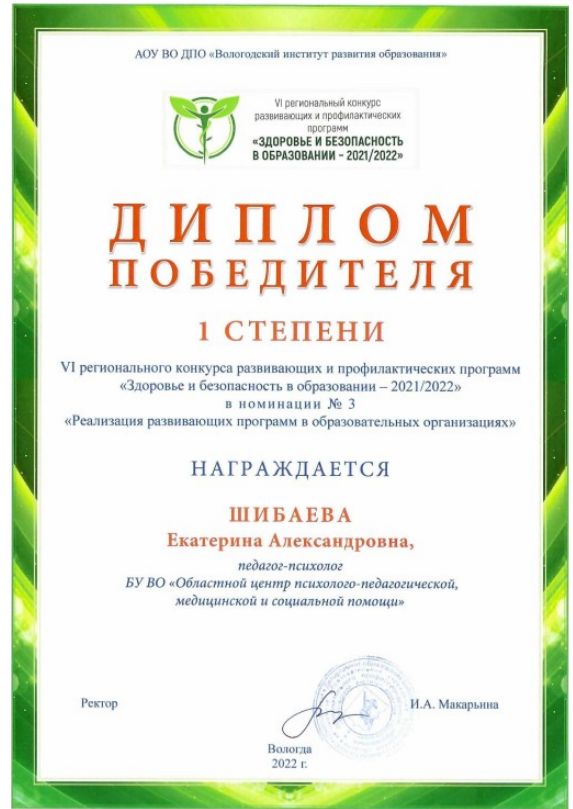 АОУ ВО ДПО «Вологодский институт развития образования»
VI региональный конкурс
развивающих и профилактических
программ
«ЗДОРОВЬЕ И БЕЗОПАСНОСТЬ
В ОБРАЗОВАНИИ – 2021/2022»
ДИПЛОМ
ПОБЕДИТЕЛЯ
1 СТЕПЕНИ
VI регионального конкурса развивающих и профилактических программ
«Здоровье и безопасность в образовании – 2021/2022»
в номинации № 3
«Реализация развивающих программ в образовательных организациях»
НАГРАЖДАЕТСЯ
ШИБАЕВА
Екатерина Александровна,
педагог-психолог
БУ ВО «Областной центр психолого-педагогической,
медицинской и социальной помощи»
Ректор
И.А. Макарьина
Вологда
2022 г.